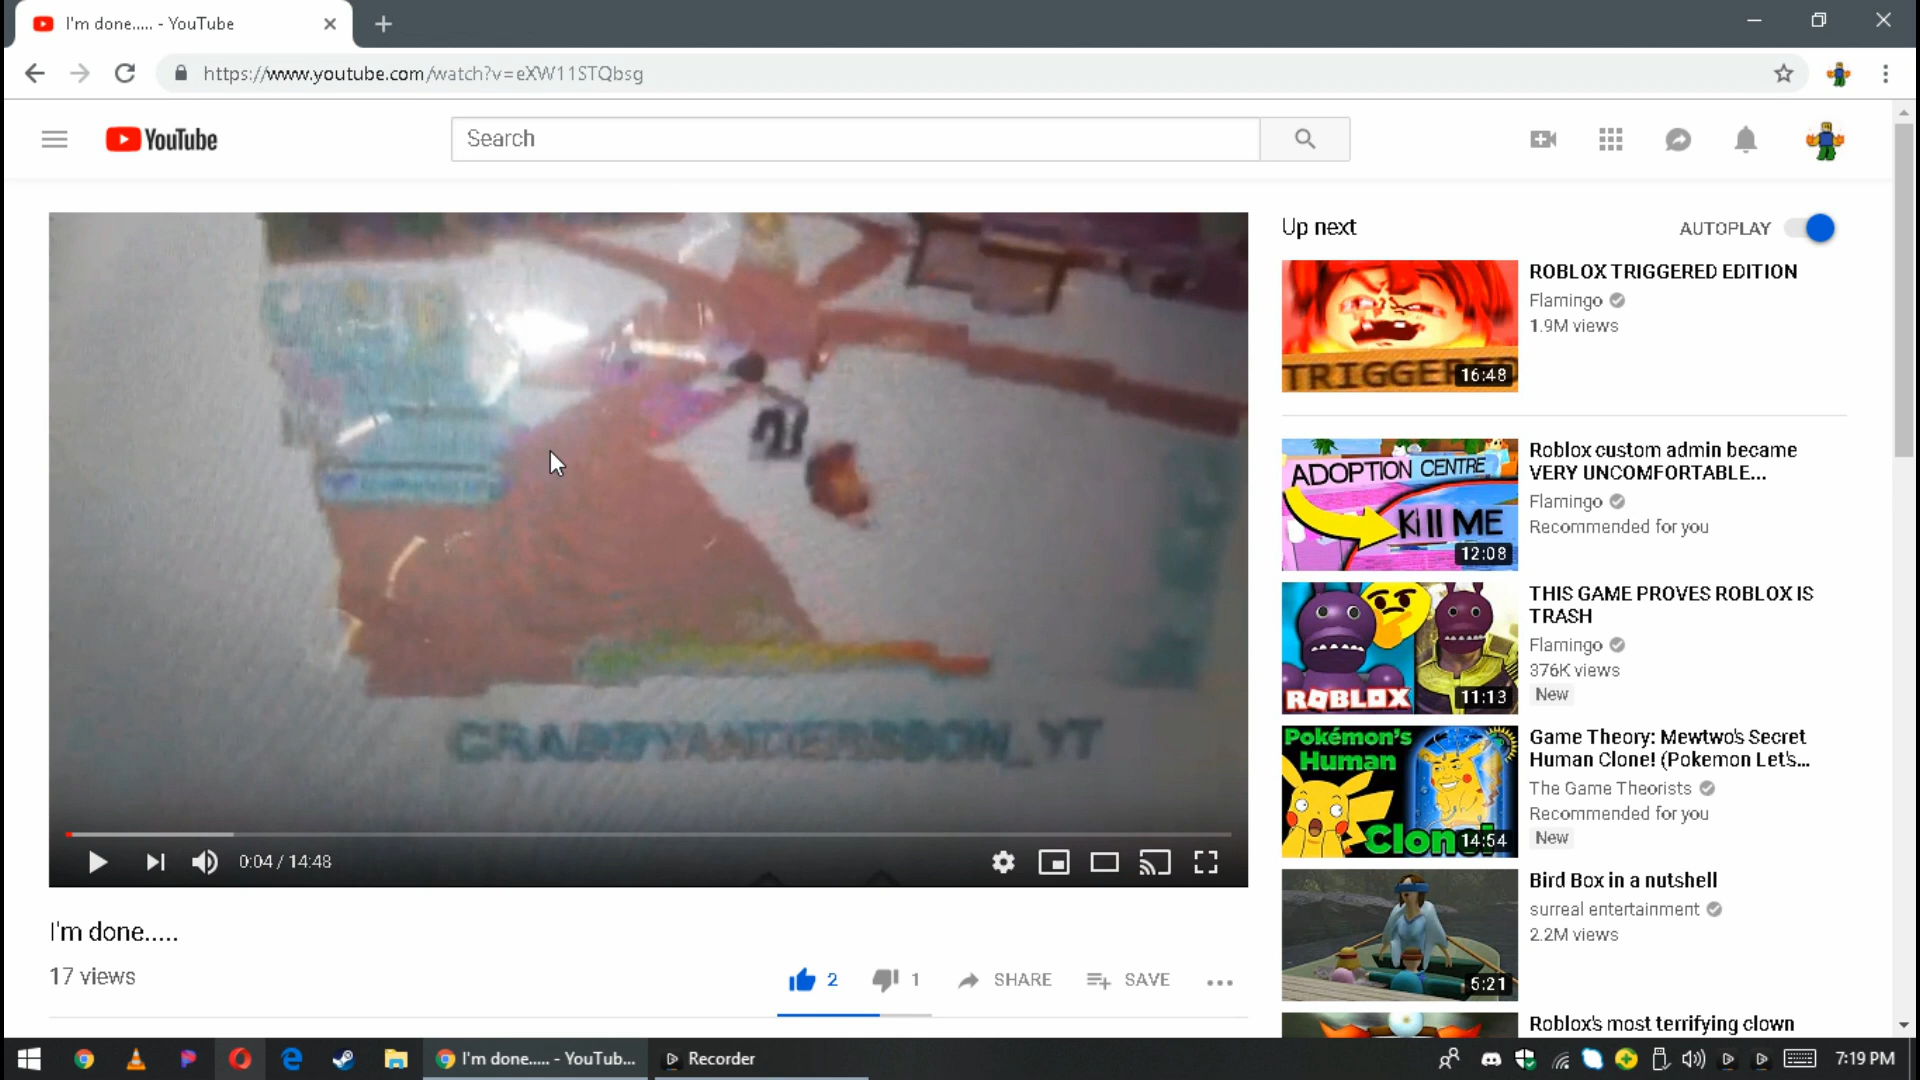 I'm done..... - YouTube
https://www.youtube.com/watch?v=eXW11STQbsg
YouTube
Search
Up next
AUTOPLAY
TRIGGERED
16:48
ROBLOX TRIGGERED EDITION
Flamingo
1.9M views
ADOPTION CENTRE
Kill ME
12:08
Roblox custom admin became
VERY UNCOMFORTABLE...
Flamingo
Recommended for you
ROBLOX
11:13
THIS GAME PROVES ROBLOX IS
TRASH
Flamingo
376K views
New
Pokémon's
Human
Clone!
14:54
Game Theory: Mewtwo's Secret
Human Clone! (Pokemon Let's...
The Game Theorists
Recommended for you
New
5:21
Bird Box in a nutshell
surreal entertainment
2.2M views
Roblox's most terrifying clown
CRABBYANDERSSON_YT
0:04 / 14:48
I'm done.....
17 views
2
1
SHARE
SAVE
I'm done..... - YouTub...
Recorder
7:19 PM